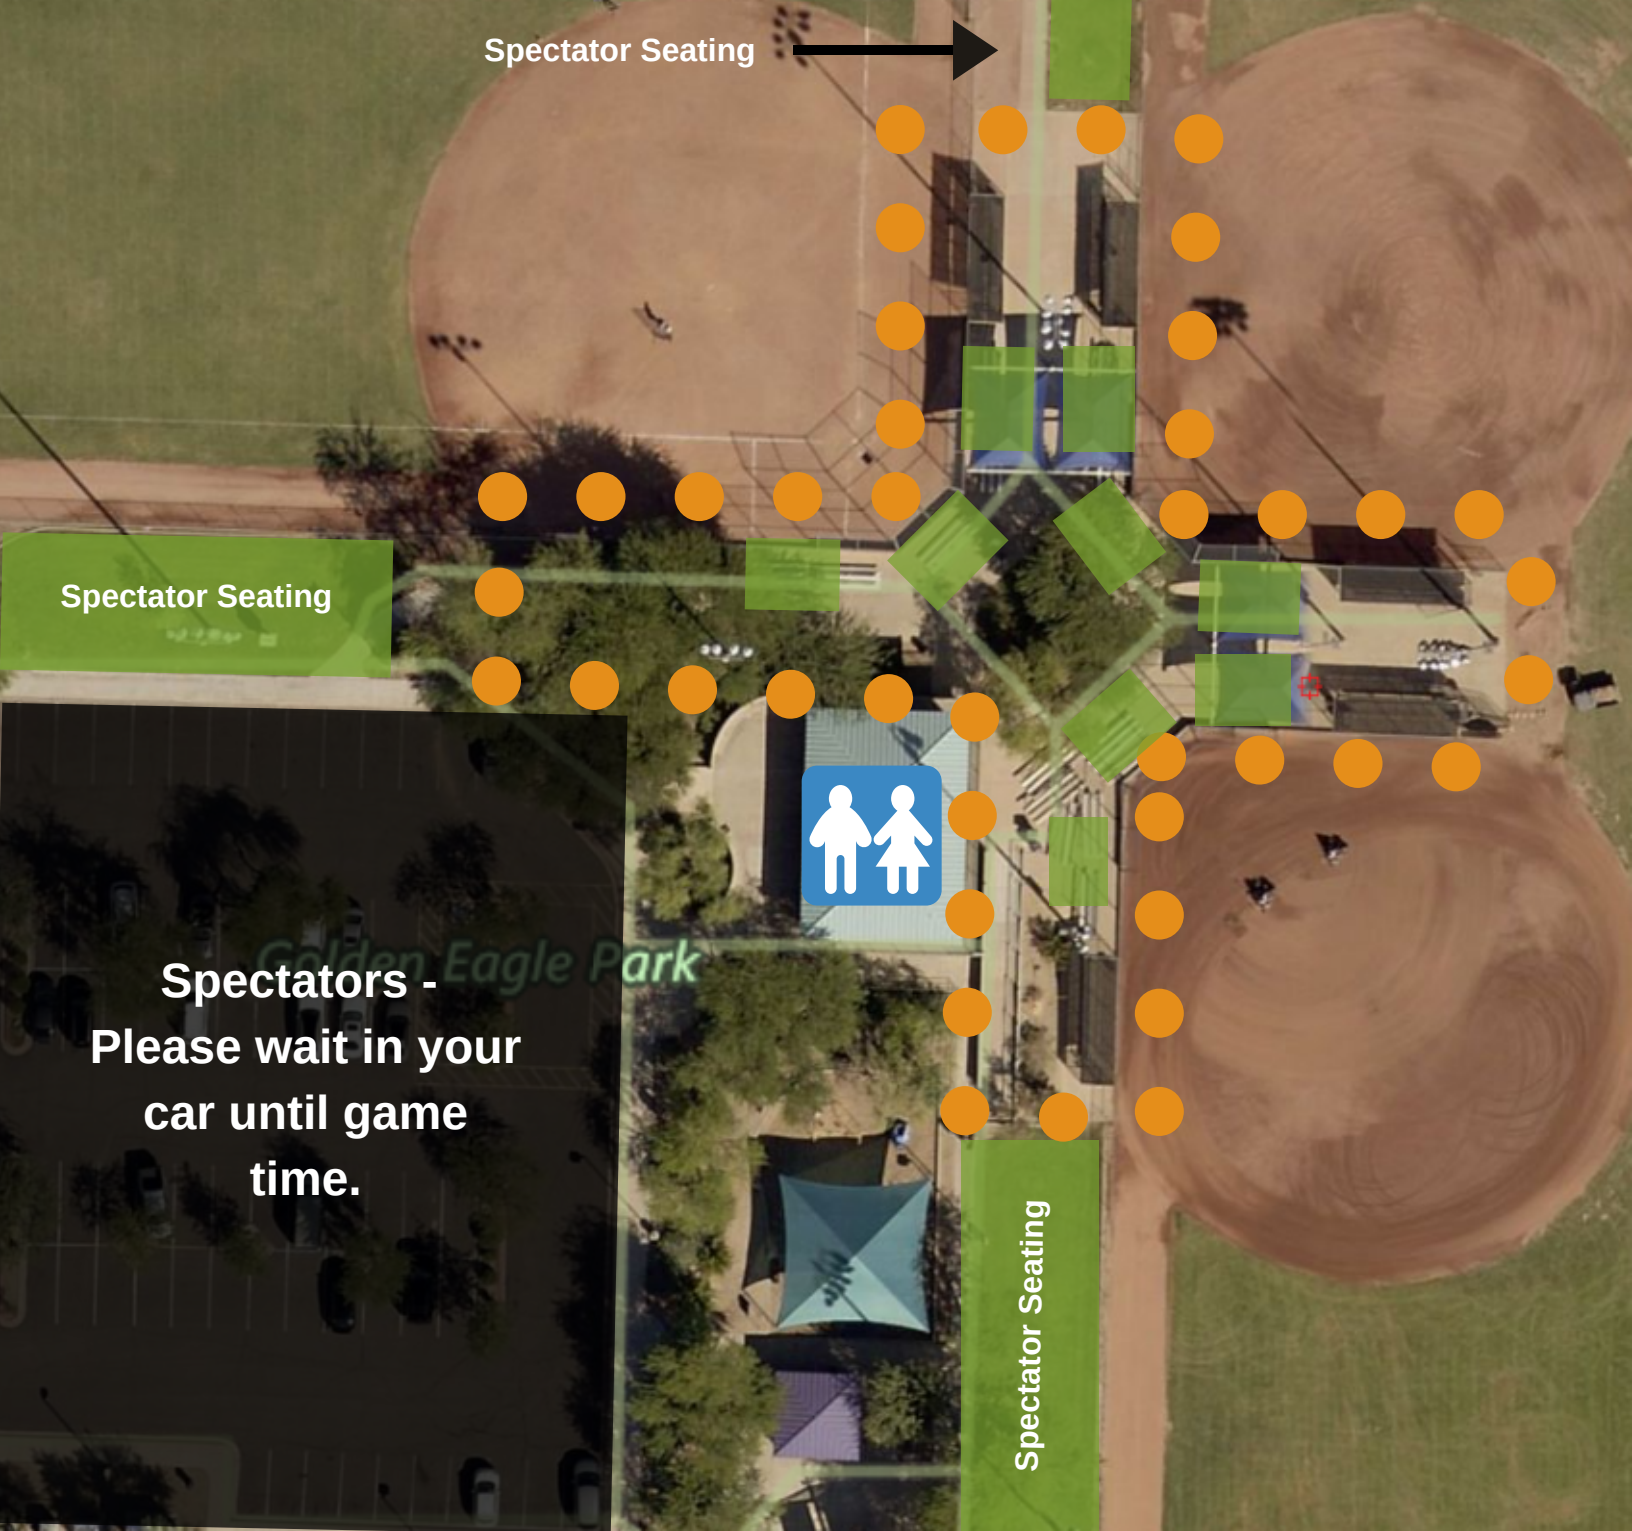 Spectator Seating
Spectator Seating
Golden Eagle Park
Spectators -
Please wait in your
car until game
time.
Spectator Seating